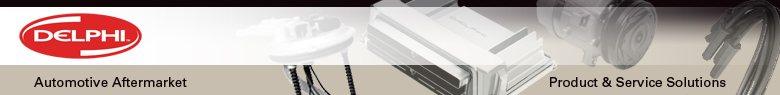 DELPHI
Automotive Aftermarket
Product & Service Solutions